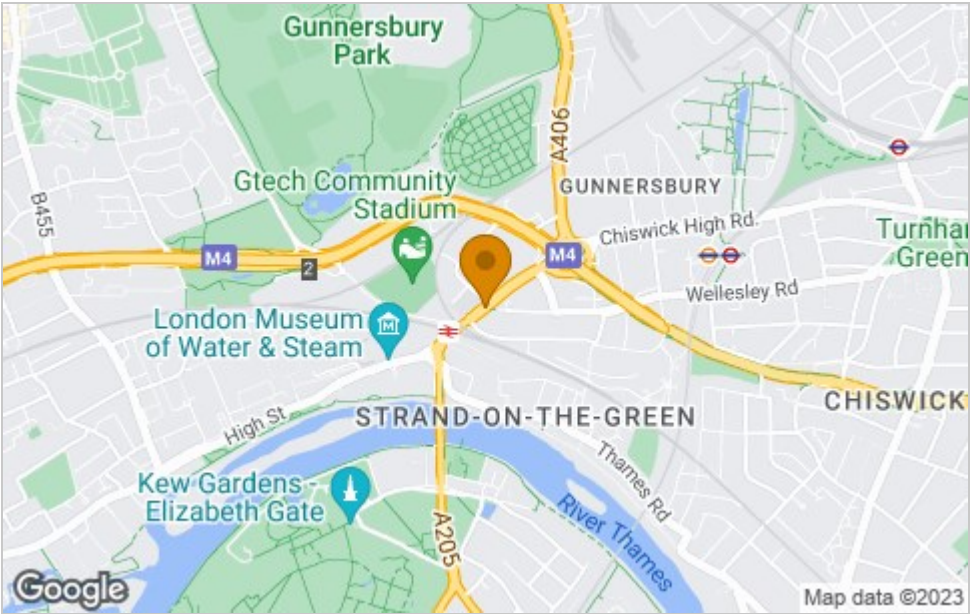 Gunnersbury
Park
A406
B455
Gtech Community
Stadium
GUNNERSBURY
Chiswick High Rd.
M4
2
M4
Turnha
Green
Wellesley Rd
London Museum
of Water & Steam
CHISWICK
STRAND-ON-THE-GREEN
High St
Thames Rd
Kew Gardens -
Elizabeth Gate
A205
River Thames
Google
Map data ©2023